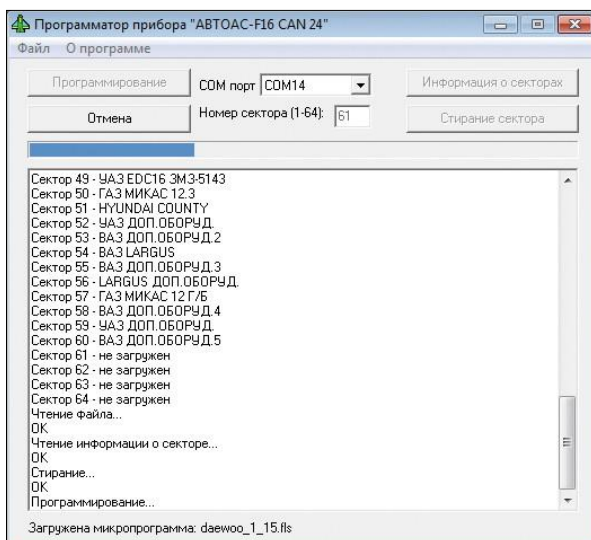 Программатор прибора "АВТОАС-F16 CAN 24"
Файл О программе
Программирование
COM порт COM14
Информация о секторах
Отмена
Номер сектора (1-64): 61
Стирание сектора
Сектор 49 - УАЗ EDC16 ЗМЗ-5143
Сектор 50 - ГАЗ МИКАС 12.3
Сектор 51 - HYUNDAI COUNTY
Сектор 52 - УАЗ ДОП.ОБОРУД.
Сектор 53 - ВАЗ ДОП.ОБОРУД.2
Сектор 54 - ВАЗ LARGUS
Сектор 55 - ВАЗ ДОП.ОБОРУД.3
Сектор 56 - LARGUS ДОП.ОБОРУД.
Сектор 57 - ГАЗ МИКАС 12 Г/Б
Сектор 58 - ВАЗ ДОП.ОБОРУД.4
Сектор 59 - УАЗ ДОП.ОБОРУД.
Сектор 60 - ВАЗ ДОП.ОБОРУД.5
Сектор 61 - не загружен
Сектор 62 - не загружен
Сектор 63 - не загружен
Сектор 64 - не загружен
Чтение файла...
OK
Чтение информации о секторе...
OK
Стирание...
OK
Программирование...
Загружена микропрограмма: daewoo_1_15.fls